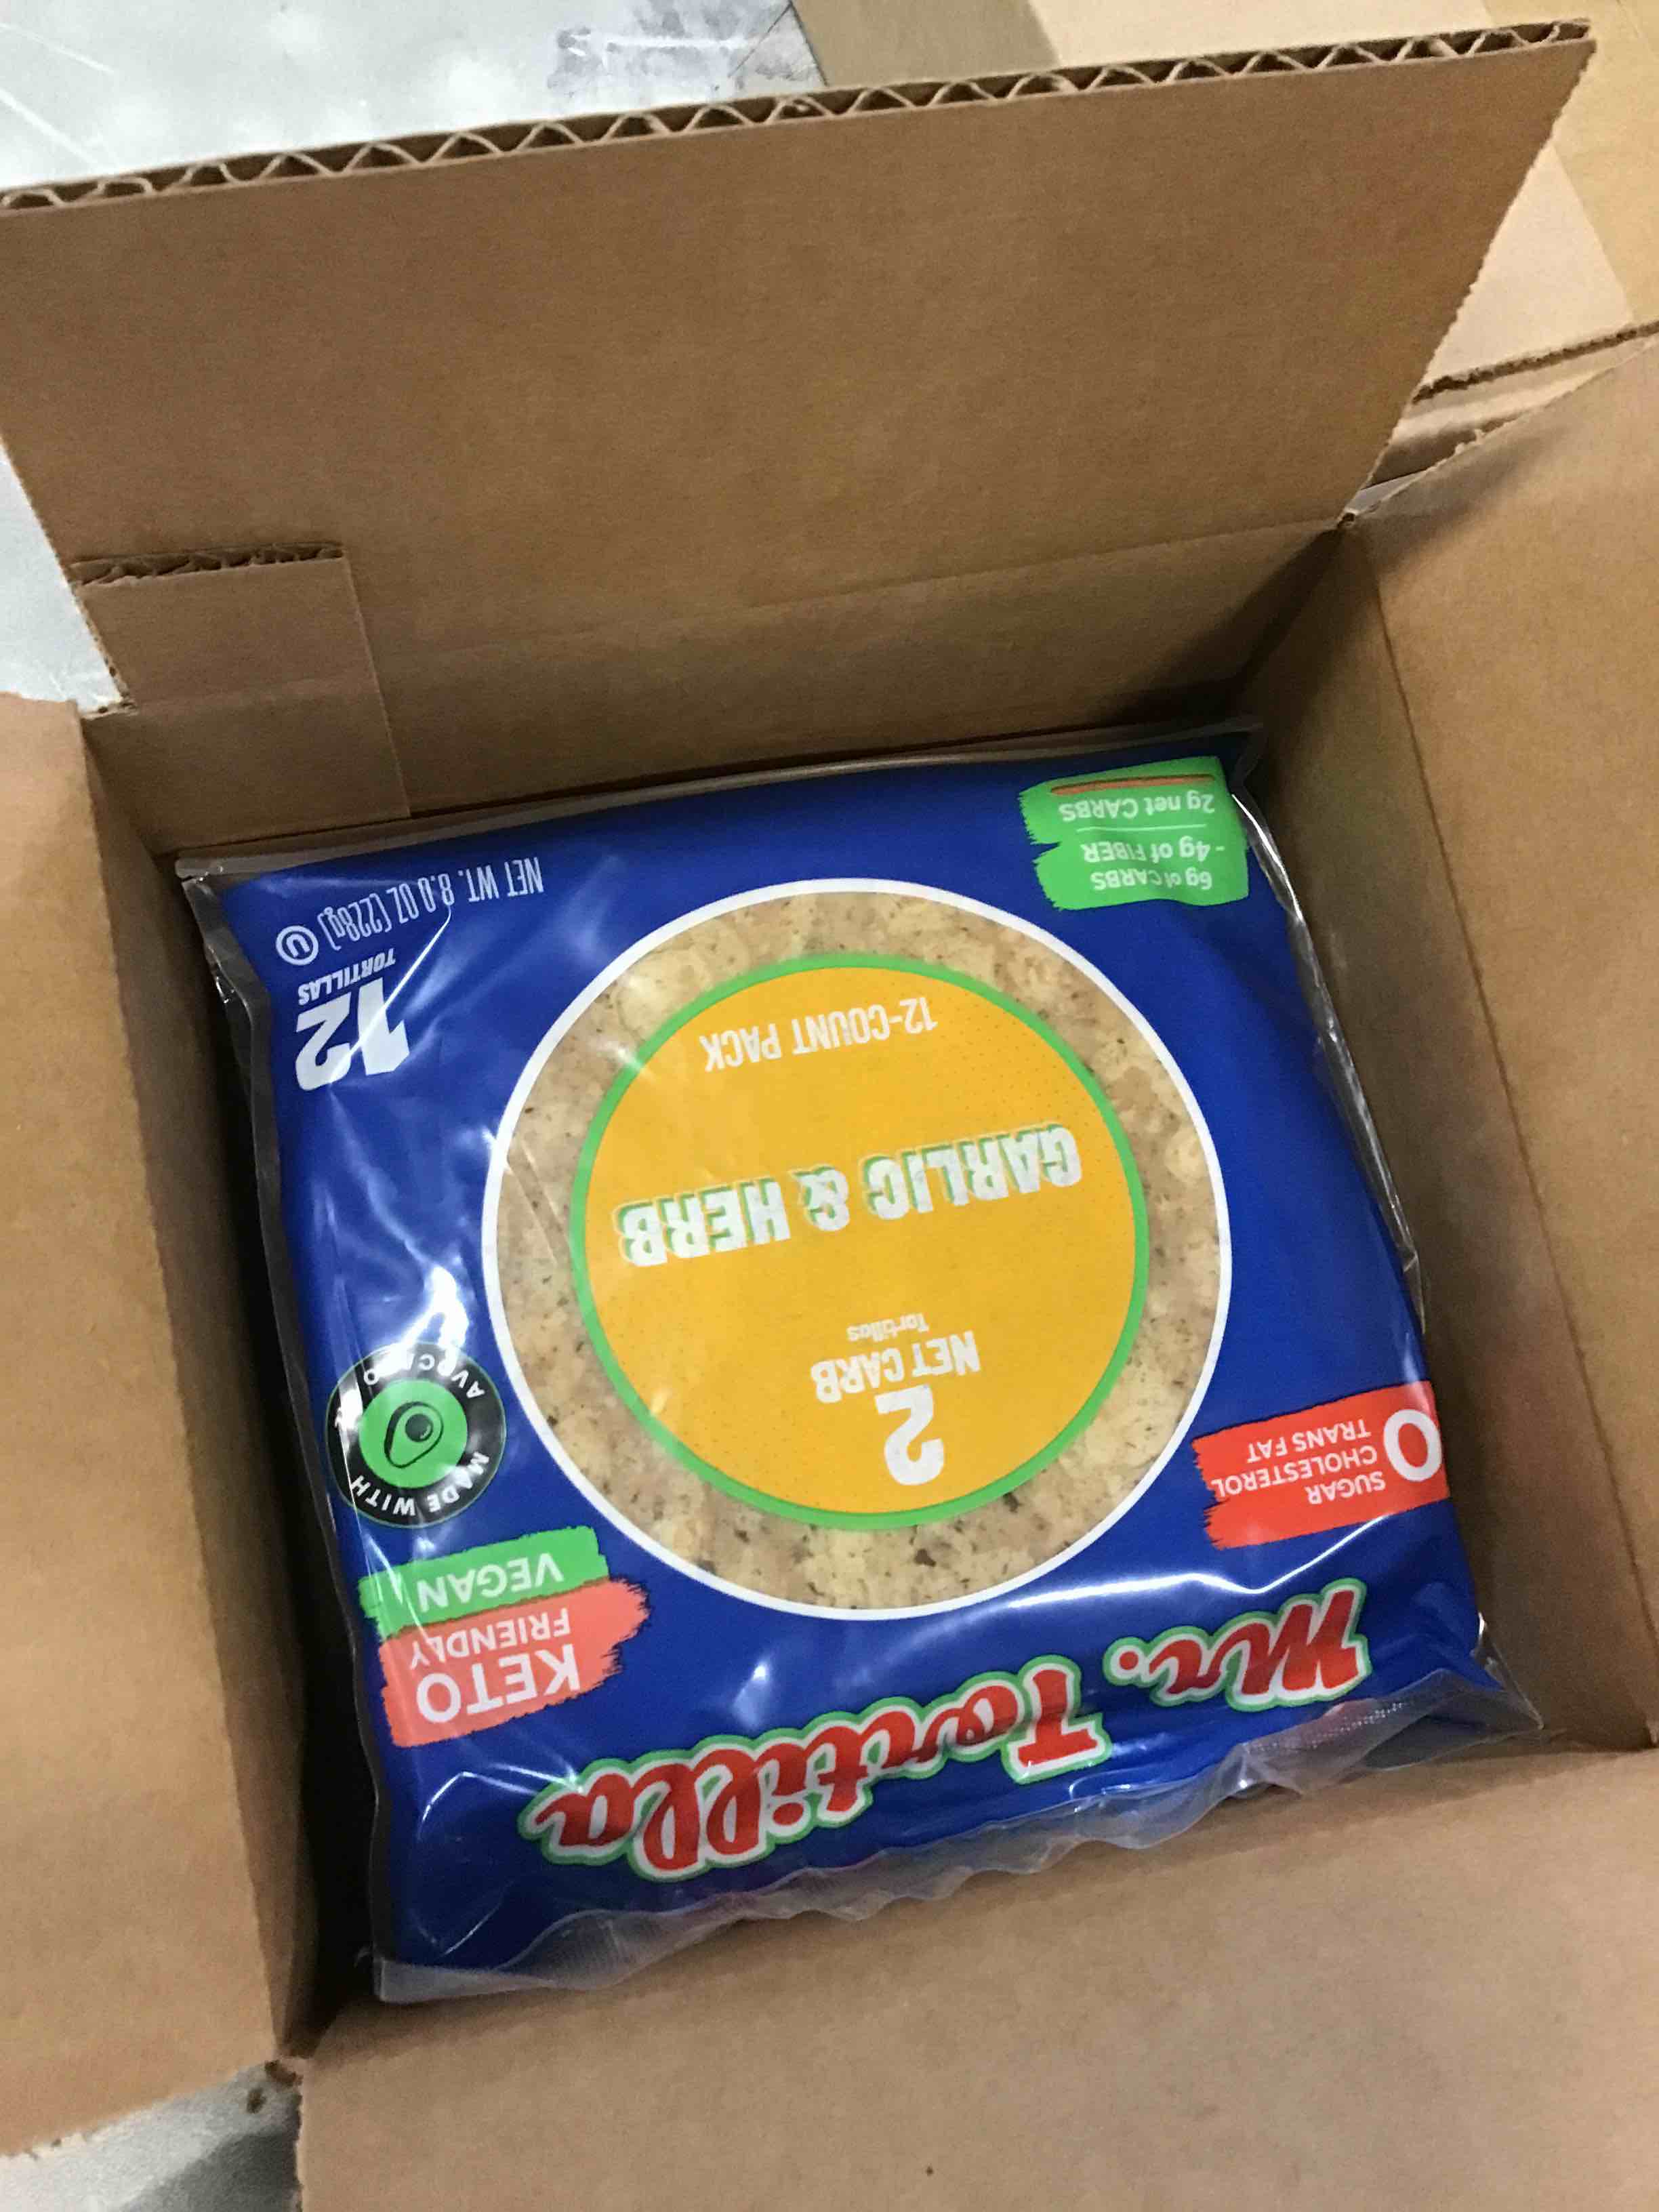 Mr. Tortilla
KETO
FRIENDLY
VEGAN
MADE WITH
AVOCADO
0
SUGAR
CHOLESTEROL
TRANS FAT
2
NET CARB
Tortillas
GARLIC & HERB
12-COUNT PACK
6g of CARBS
- 4g of FIBER
2g net CARBS
12
TORTILLAS
U
NET WT. 8.0 OZ (228g)